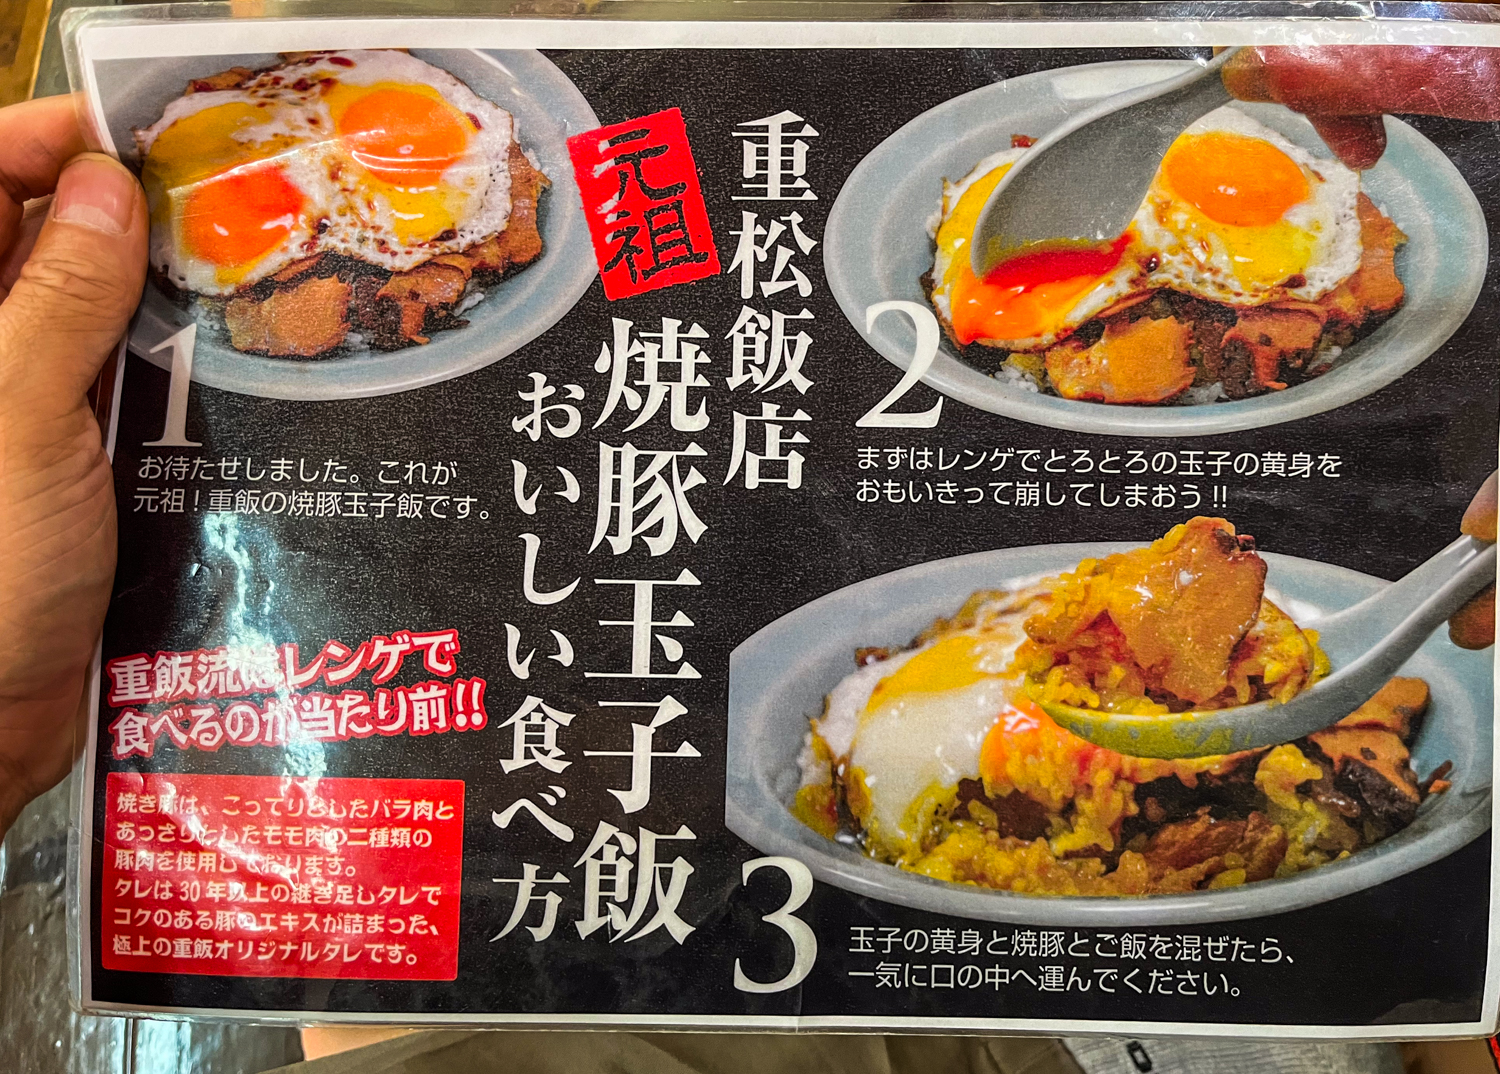 重松飯店
元祖
焼豚玉子飯
おいしい食べ方
1
お待たせしました。これが
元祖！重飯の焼豚玉子飯です。
2
まずはレンゲでとろとろの玉子の黄身を
おもいきって崩してしまおう!!
3
玉子の黄身と焼豚とご飯を混ぜたら、
一気に口の中へ運んでください。
重飯流はレンゲで
食べるのが当たり前!!
焼き豚は、こってりとしたバラ肉と
あっさりとしたモモ肉の二種類の
豚肉を使用しております。
タレは30年以上の継ぎ足しタレで
コクのある豚のエキスが詰まった、
極上の重飯オリジナルタレです。